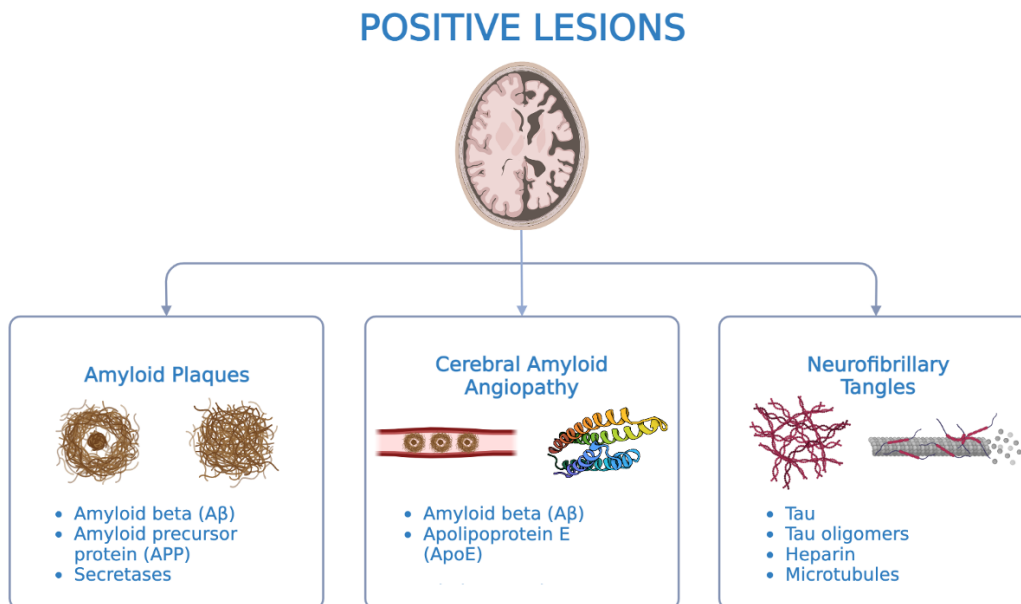 POSITIVE LESIONS
Amyloid Plaques
• Amyloid beta (Aβ)
• Amyloid precursor
protein (APP)
• Secretases
Cerebral Amyloid
Angiopathy
• Amyloid beta (Aβ)
• Apolipoprotein E
(ApoE)
Neurofibrillary
Tangles
• Tau
• Tau oligomers
• Heparin
• Microtubules